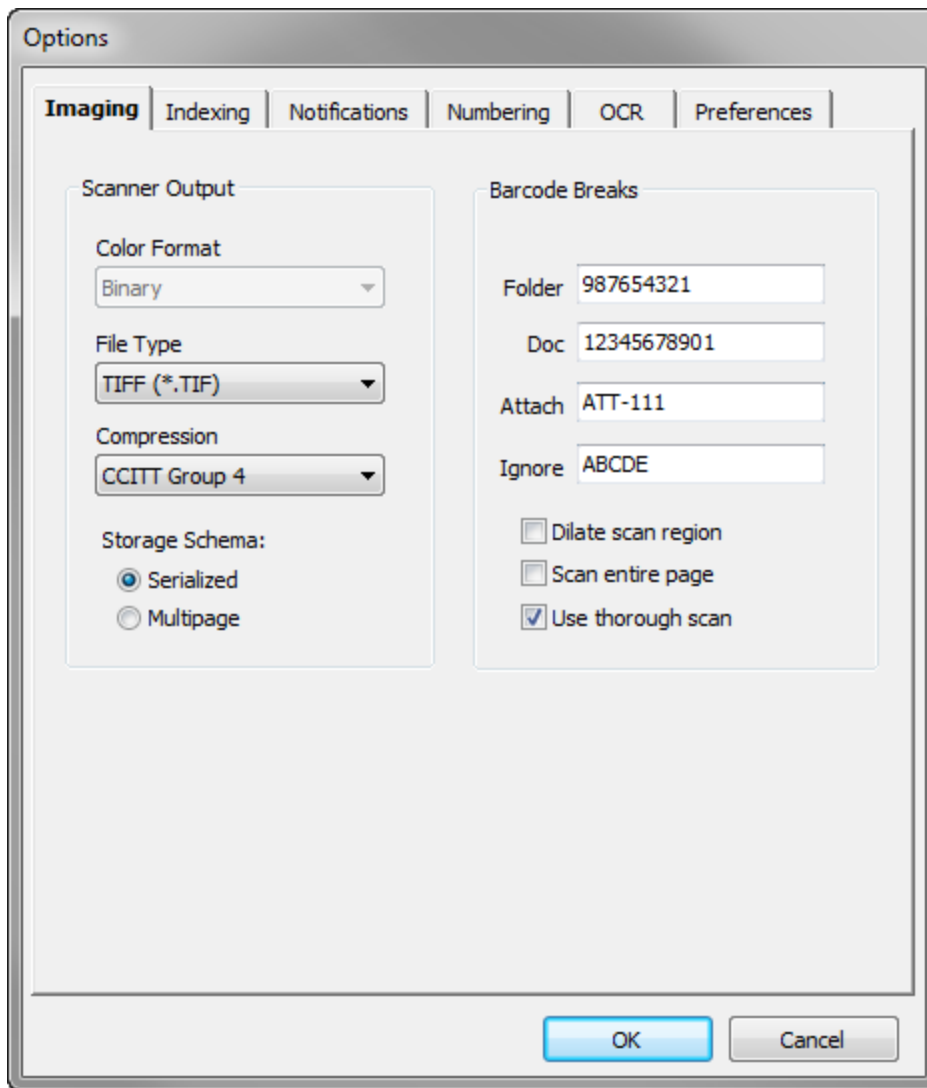 Options
Imaging Indexing Notifications Numbering OCR Preferences
Scanner Output
Color Format
Binary
File Type
TIFF (*.TIF)
Compression
CCITT Group 4
Storage Schema:
Serialized
Multipage
Barcode Breaks
Folder 987654321
Doc 12345678901
Attach ATT-111
Ignore ABCDE
Dilate scan region
Scan entire page
Use thorough scan
OK Cancel